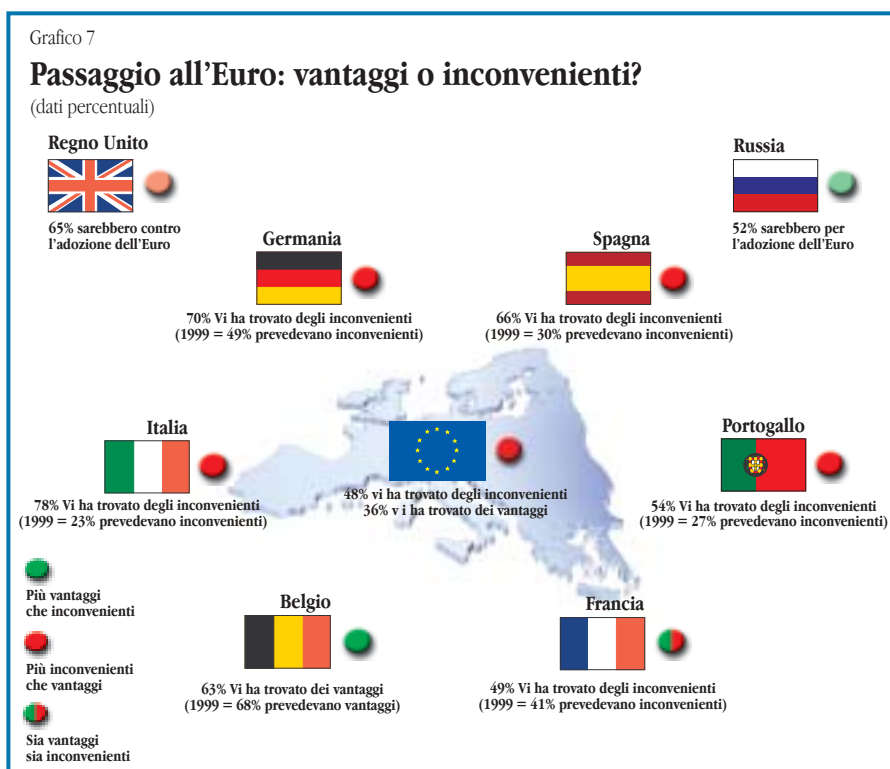 Grafico 7
Passaggio all'Euro: vantaggi o inconvenienti?
(dati percentuali)
Regno Unito
65% sarebbero contro
l'adozione dell'Euro
Russia
52% sarebbero per
l'adozione dell'Euro
Germania
70% Vi ha trovato degli inconvenienti
(1999 = 49% prevedevano inconvenienti)
Spagna
66% Vi ha trovato degli inconvenienti
(1999 = 30% prevedevano inconvenienti)
Italia
78% Vi ha trovato degli inconvenienti
(1999 = 23% prevedevano inconvenienti)
48% vi ha trovato degli inconvenienti
36% v i ha trovato dei vantaggi
Portogallo
54% Vi ha trovato degli inconvenienti
(1999 = 27% prevedevano inconvenienti)
Più vantaggi
che inconvenienti
Più inconvenienti
che vantaggi
Sia vantaggi
sia inconvenienti
Belgio
63% Vi ha trovato dei vantaggi
(1999 = 68% prevedevano vantaggi)
Francia
49% Vi ha trovato degli inconvenienti
(1999 = 41% prevedevano inconvenienti)